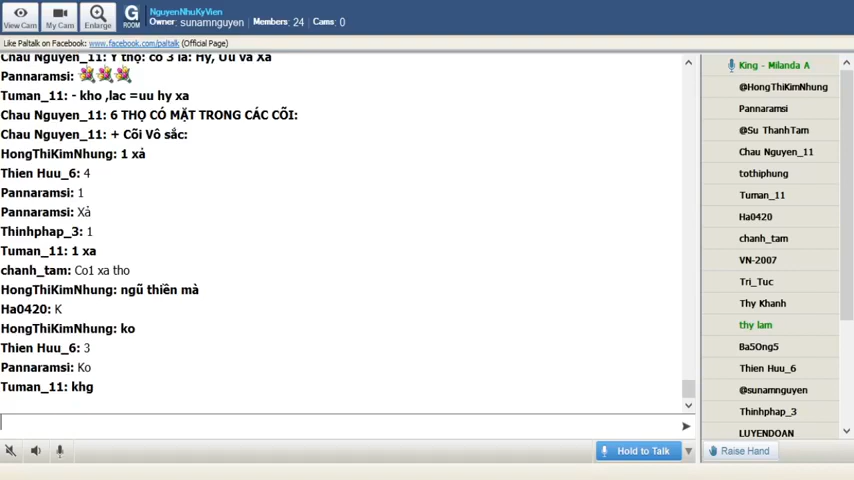 NguyenNhuKyVien
G ROOM Owner: sunamnguyen Members: 24 Cams: 0
View Cam My Cam Enlarge
Like Paltalk on Facebook: www.facebook.com/paltalk (Official Page)
Chau Nguyen_11: Ý thọ: có 3 là: Hỷ, Ưu và Xả
Pannaramsi:
Tuman_11: - kho ,lac =uu hy xa
Chau Nguyen_11: 6 THỌ CÓ MẶT TRONG CÁC CÕI:
Chau Nguyen_11: + Cõi Vô sắc:
HongThiKimNhung: 1 xả
Thien Huu_6: 4
Pannaramsi: 1
Pannaramsi: Xả
Thinhphap_3: 1
Tuman_11: 1 xa
chanh_tam: Co1 xa tho
HongThiKimNhung: ngũ thiền mà
Ha0420: K
HongThiKimNhung: ko
Thien Huu_6: 3
Pannaramsi: Ko
Tuman_11: khg
King - Milanda A
@HongThiKimNhung
Pannaramsi
@Su ThanhTam
Chau Nguyen_11
tothiphung
Tuman_11
Ha0420
chanh_tam
VN-2007
Tri_Tuc
Thy Khanh
thy lam
Ba5Ong5
Thien Huu_6
@sunamnguyen
Thinhphap_3
LUYENDOAN
Hold to Talk
Raise Hand